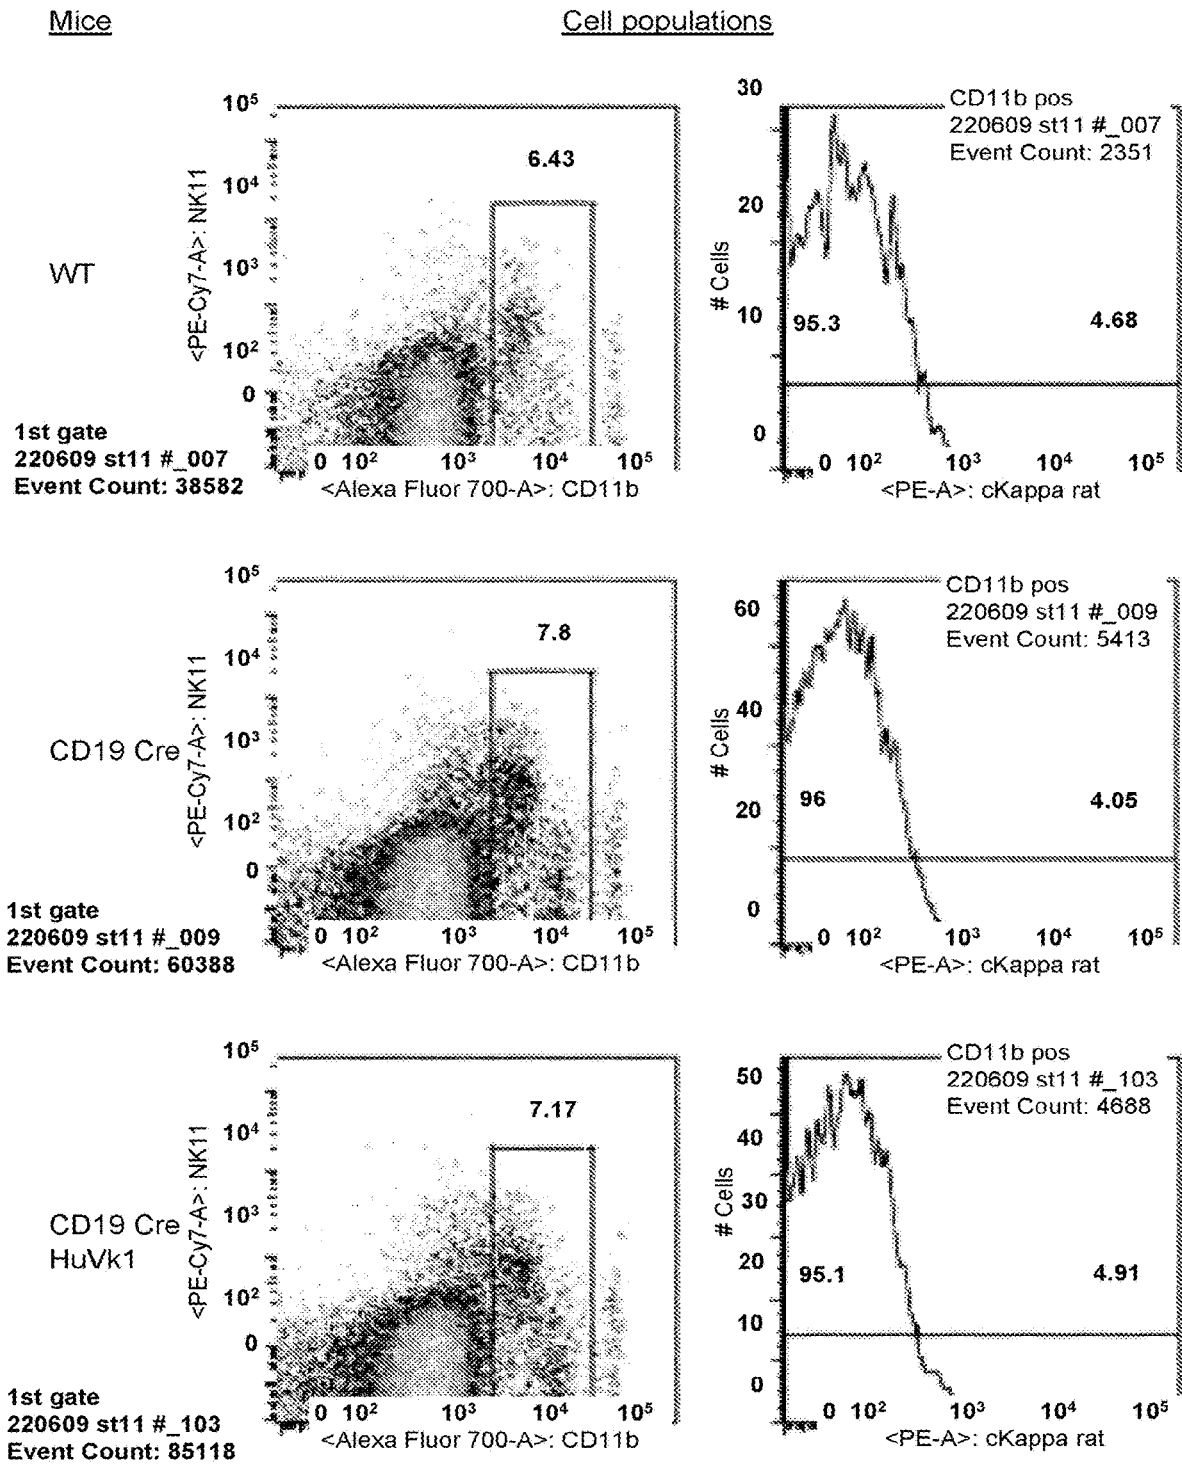 Mice
Cell populations
10⁵
6.43
10⁴
<PE-Cy7-A>: NK11
10³
10²
0
WT
1st gate
220609 st11 #_007
Event Count: 38582
0 10² 10³ 10⁴ 10⁵
<Alexa Fluor 700-A>: CD11b
30
CD11b pos
220609 st11 #_007
Event Count: 2351
20
# Cells
10
95.3
4.68
0
0 10² 10³ 10⁴ 10⁵
<PE-A>: cKappa rat
10⁵
7.8
10⁴
<PE-Cy7-A>: NK11
10³
10²
0
CD19 Cre
1st gate
220609 st11 #_009
Event Count: 60388
0 10² 10³ 10⁴ 10⁵
<Alexa Fluor 700-A>: CD11b
CD11b pos
220609 st11 #_009
Event Count: 5413
60
40
# Cells
20
96
4.05
0
0 10² 10³ 10⁴ 10⁵
<PE-A>: cKappa rat
10⁵
7.17
10⁴
<PE-Cy7-A>: NK11
10³
10²
0
CD19 Cre
HuVk1
1st gate
220609 st11 #_103
Event Count: 85118
0 10² 10³ 10⁴ 10⁵
<Alexa Fluor 700-A>: CD11b
CD11b pos
220609 st11 #_103
Event Count: 4688
50
40
30
# Cells
20
95.1
4.91
10
0
0 10² 10³ 10⁴ 10⁵
<PE-A>: cKappa rat